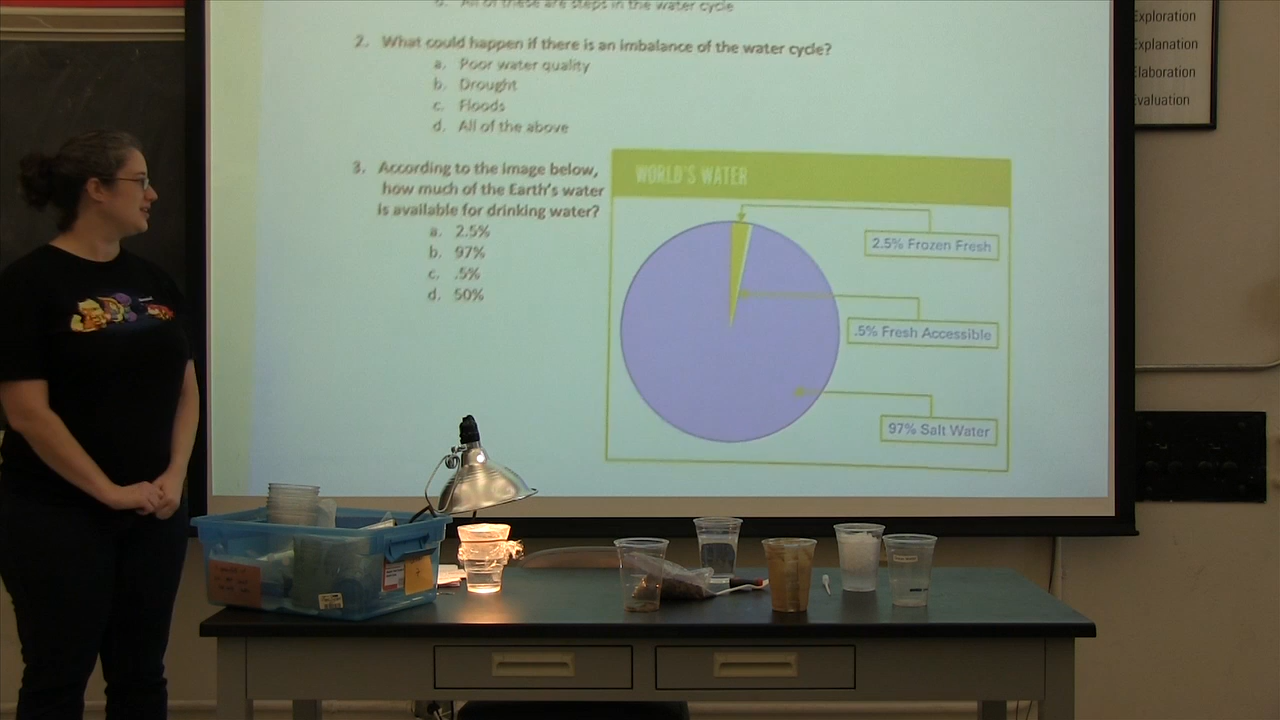 d. All of these are steps in the water cycle
2. What could happen if there is an imbalance of the water cycle?
a. Poor water quality
b. Drought
c. Floods
d. All of the above
3. According to the image below,
how much of the Earth's water
is available for drinking water?
a. 2.5%
b. 97%
c. .5%
d. 50%
WORLD'S WATER
2.5% Frozen Fresh
.5% Fresh Accessible
97% Salt Water
Exploration
Explanation
Elaboration
Evaluation